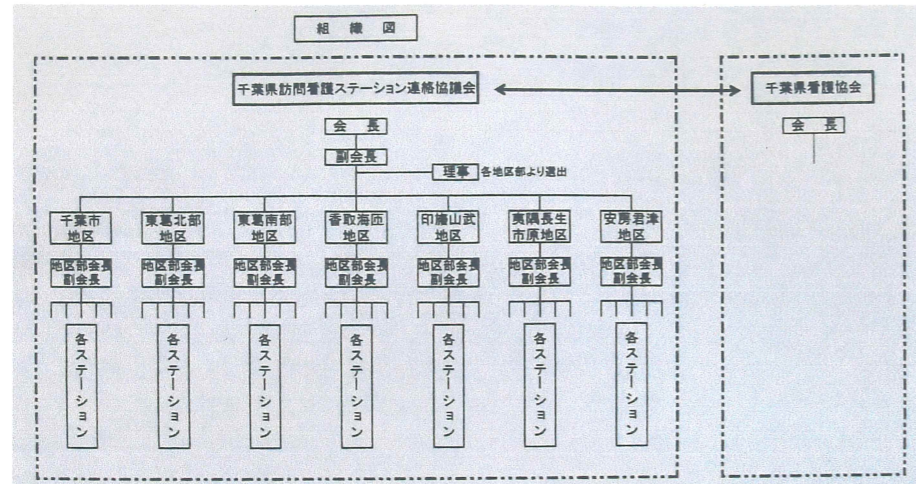 組織図
千葉県訪問看護ステーション連絡協議会
千葉県看護協会
会長
会長
副会長
理事 各地区部より選出
千葉市
地区
東葛北部
地区
東葛南部
地区
香取海匝
地区
印旛山武
地区
夷隅長生
市原地区
安房君津
地区
地区部会長
副会長
地区部会長
副会長
地区部会長
副会長
地区部会長
副会長
地区部会長
副会長
地区部会長
副会長
地区部会長
副会長
各ステーション
各ステーション
各ステーション
各ステーション
各ステーション
各ステーション
各ステーション